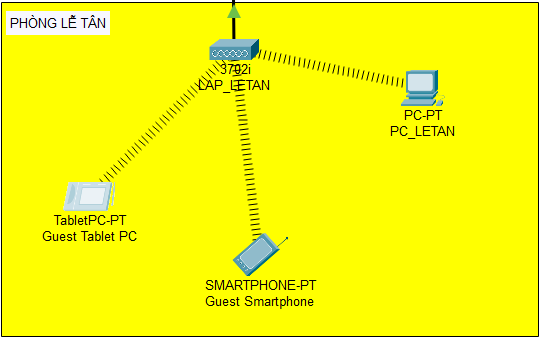 PHÒNG LỄ TÂN
3702i
LAP_LETAN
PC-PT
PC_LETAN
TabletPC-PT
Guest Tablet PC
SMARTPHONE-PT
Guest Smartphone